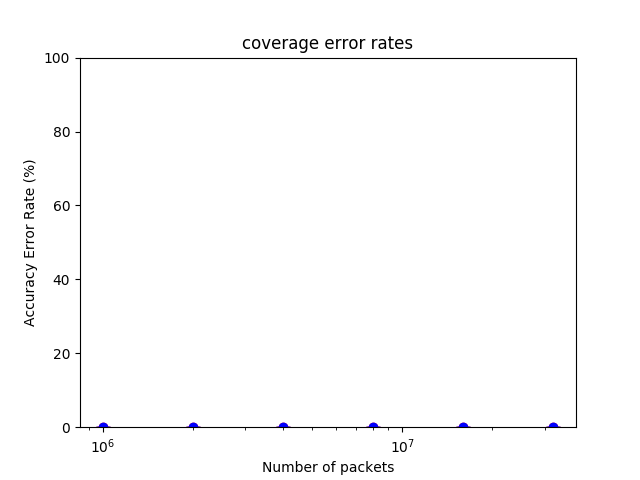 coverage error rates
100
80
60
40
20
0
Accuracy Error Rate (%)
10⁶ 10⁷
Number of packets